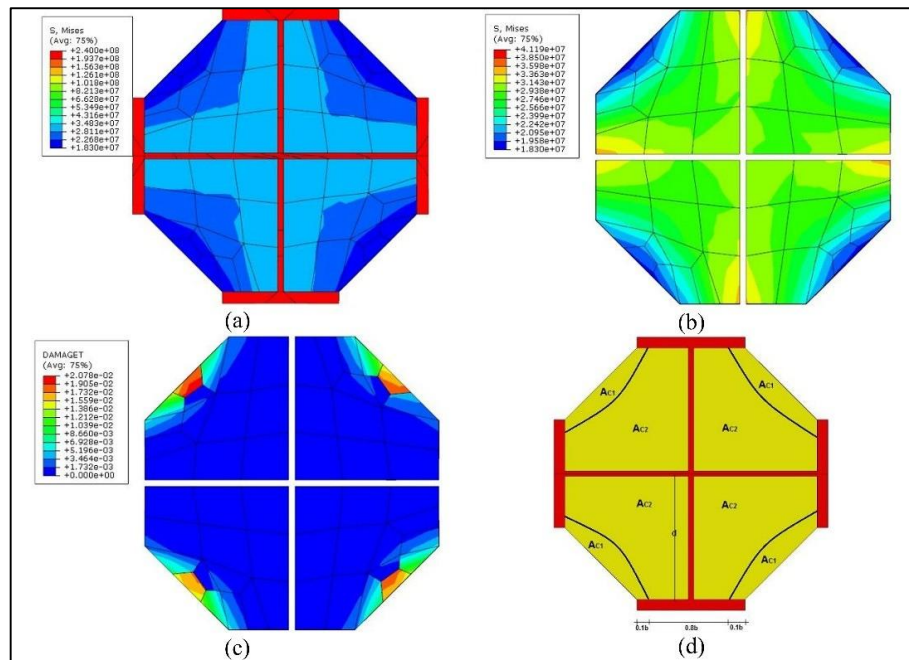 S, Mises
(Avg: 75%)
+2.400e+08
+1.937e+08
+1.563e+08
+1.261e+08
+1.018e+08
+8.213e+07
+6.628e+07
+5.349e+07
+4.316e+07
+3.483e+07
+2.811e+07
+2.268e+07
+1.830e+07
(a)
S, Mises
(Avg: 75%)
+4.119e+07
+3.850e+07
+3.598e+07
+3.363e+07
+3.143e+07
+2.938e+07
+2.746e+07
+2.566e+07
+2.399e+07
+2.242e+07
+2.095e+07
+1.958e+07
+1.830e+07
(b)
DAMAGET
(Avg: 75%)
+2.078e-02
+1.905e-02
+1.732e-02
+1.559e-02
+1.386e-02
+1.212e-02
+1.039e-02
+8.660e-03
+6.928e-03
+5.196e-03
+3.464e-03
+1.732e-03
+0.000e+00
(c)
AC1 AC1
AC2 AC2
AC2 AC2
d
AC1 AC1
0.1b 0.8b 0.1b
(d)